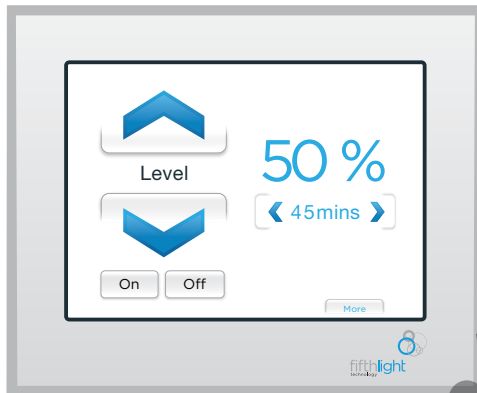 Level
50 %
45mins
On
Off
More
fifthlight
technology